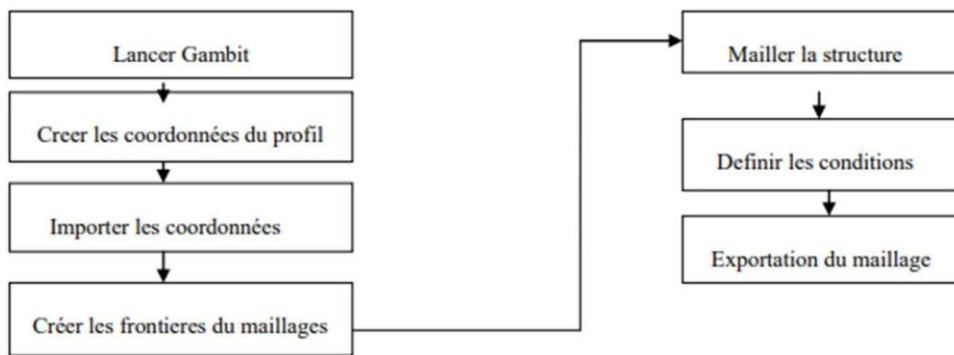 Lancer Gambit
Creer les coordonnées du profil
Importer les coordonnées
Créer les frontieres du maillages
Mailler la structure
Definir les conditions
Exportation du maillage